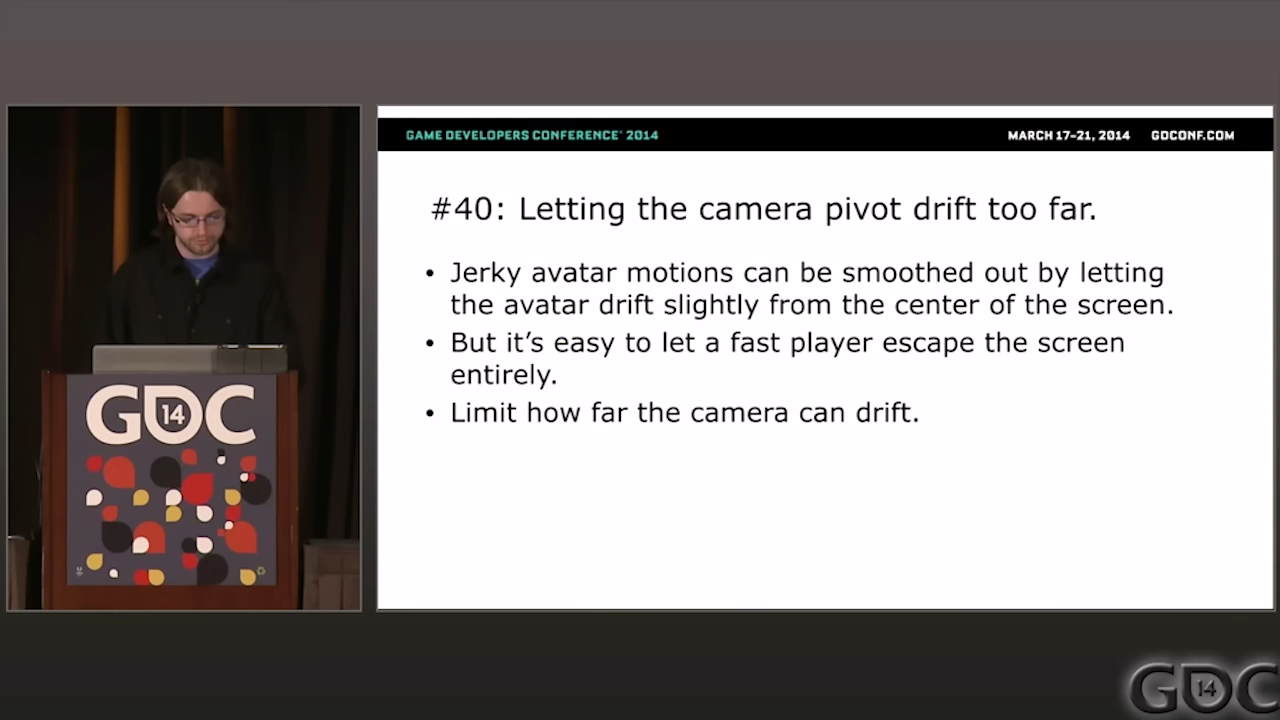 GAME DEVELOPERS CONFERENCE® 2014
MARCH 17–21, 2014 GDCONF.COM
#40: Letting the camera pivot drift too far.
• Jerky avatar motions can be smoothed out by letting
the avatar drift slightly from the center of the screen.
• But it's easy to let a fast player escape the screen
entirely.
• Limit how far the camera can drift.
GDC
14
GDC
14